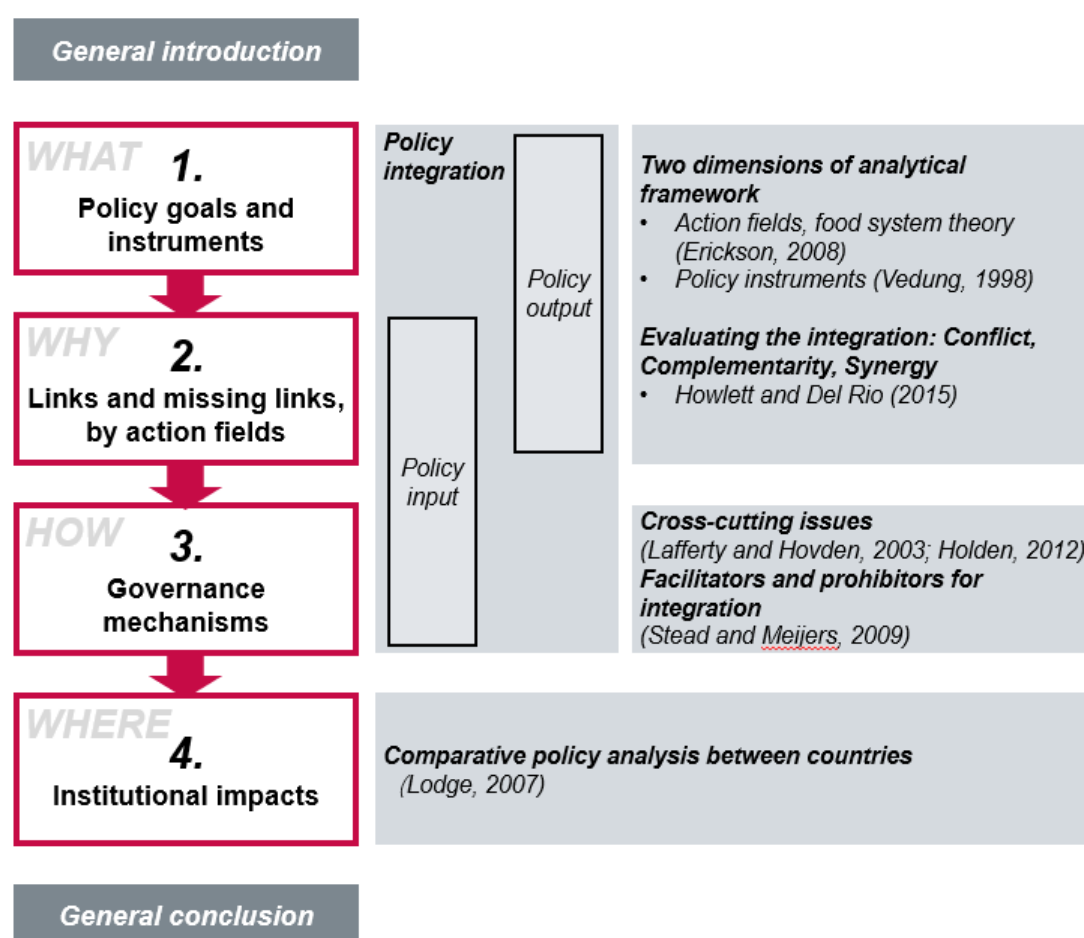 General introduction
WHAT
1.
Policy goals and
instruments
WHY
2.
Links and missing links,
by action fields
HOW
3.
Governance
mechanisms
WHERE
4.
Institutional impacts
Policy
integration
Policy
output
Policy
input
Two dimensions of analytical
framework
• Action fields, food system theory
(Erickson, 2008)
• Policy instruments (Vedung, 1998)
Evaluating the integration: Conflict,
Complementarity, Synergy
• Howlett and Del Rio (2015)
Cross-cutting issues
(Lafferty and Hovden, 2003; Holden, 2012)
Facilitators and prohibitors for
integration
(Stead and Meijers, 2009)
Comparative policy analysis between countries
(Lodge, 2007)
General conclusion